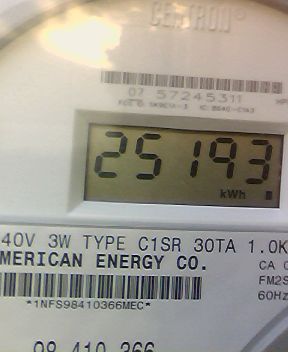 CENTRON®
07 57245311
25193
kWh
40V 3W TYPE C1SR 30TA 1.0K
MERICAN ENERGY CO.
CA
FM2S
60Hz
*1NFS98410366MEC*
98 410 366